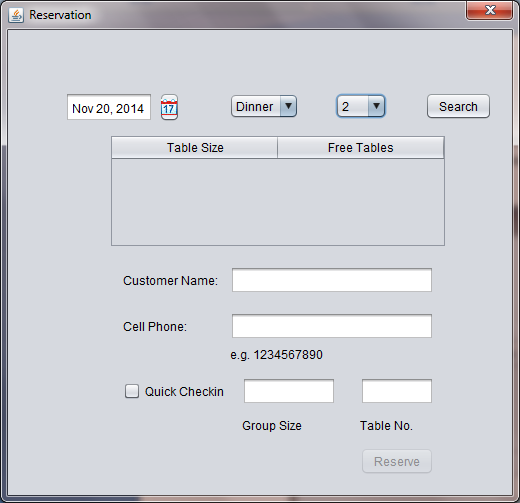 Reservation
Nov 20, 2014 17 Dinner 2 Search
Table Size Free Tables
Customer Name:
Cell Phone:
e.g. 1234567890
Quick Checkin
Group Size Table No.
Reserve